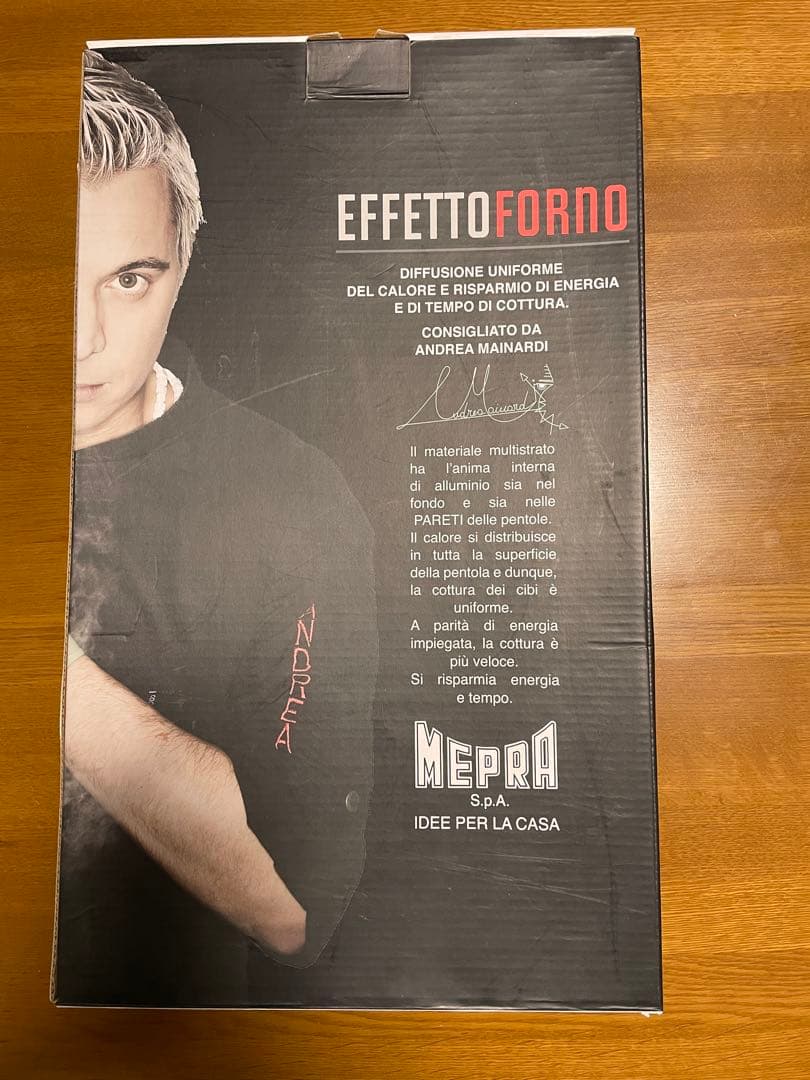 EFFETTOFORNO
DIFFUSIONE UNIFORME
DEL CALORE E RISPARMIO DI ENERGIA
E DI TEMPO DI COTTURA.
CONSIGLIATO DA
ANDREA MAINARDI
Andrea Mainardi
Il materiale multistrato
ha l'anima interna
di alluminio sia nel
fondo e sia nelle
PARETI delle pentole.
Il calore si distribuisce
in tutta la superficie
della pentola e dunque,
la cottura dei cibi è
uniforme.
A parità di energia
impiegata, la cottura è
più veloce.
Si risparmia energia
e tempo.
ANDREA
MEPRA
S.p.A.
IDEE PER LA CASA